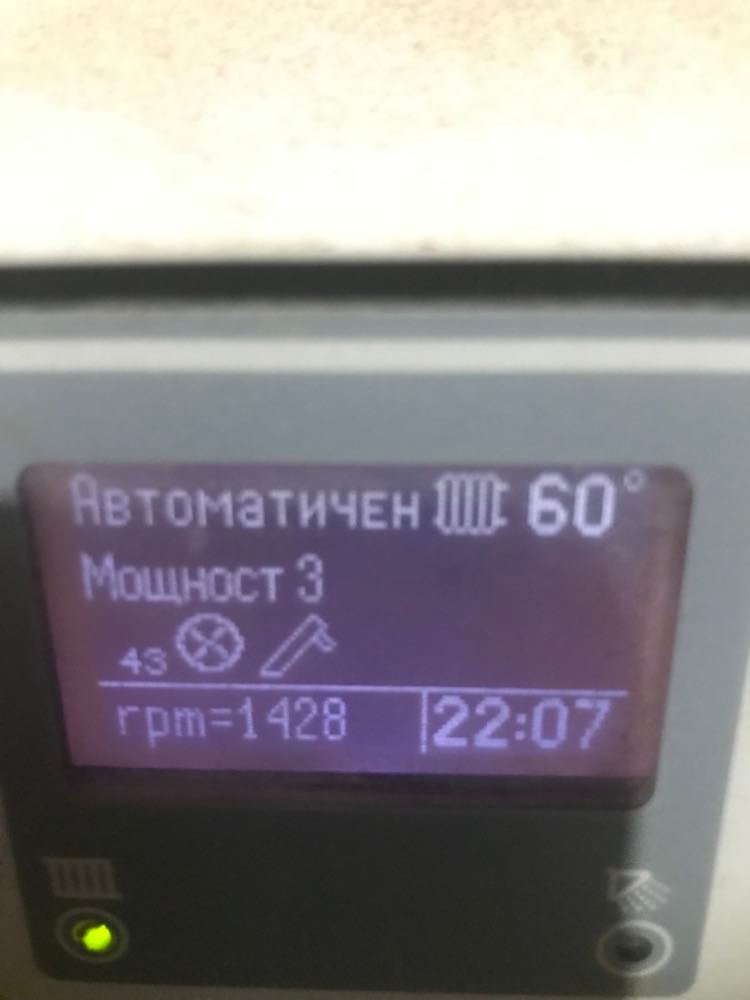 Автоматичен 60°
Мощност 3
43
rpm=1428 22:07